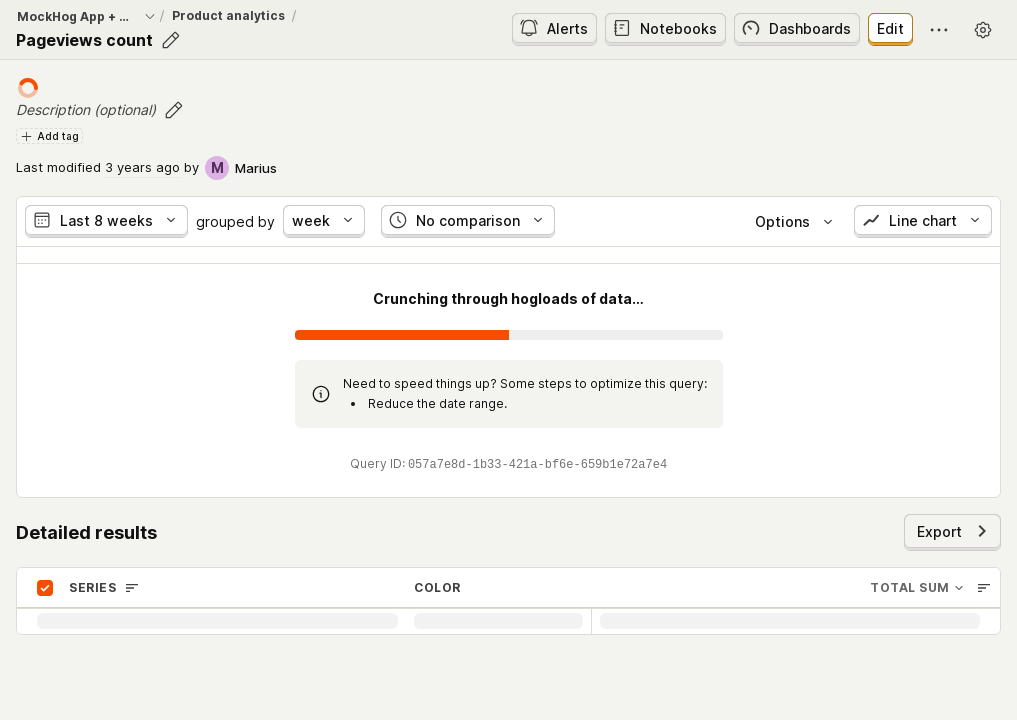 MockHog App + ... / Product analytics /
Pageviews count
Alerts
Notebooks
Dashboards
Edit
Description (optional)
Add tag
Last modified 3 years ago by M Marius
Last 8 weeks grouped by week No comparison Options Line chart
Crunching through hogloads of data...
Need to speed things up? Some steps to optimize this query:
• Reduce the date range.
Query ID: 057a7e8d-1b33-421a-bf6e-659b1e72a7e4
Detailed results
Export
SERIES COLOR TOTAL SUM